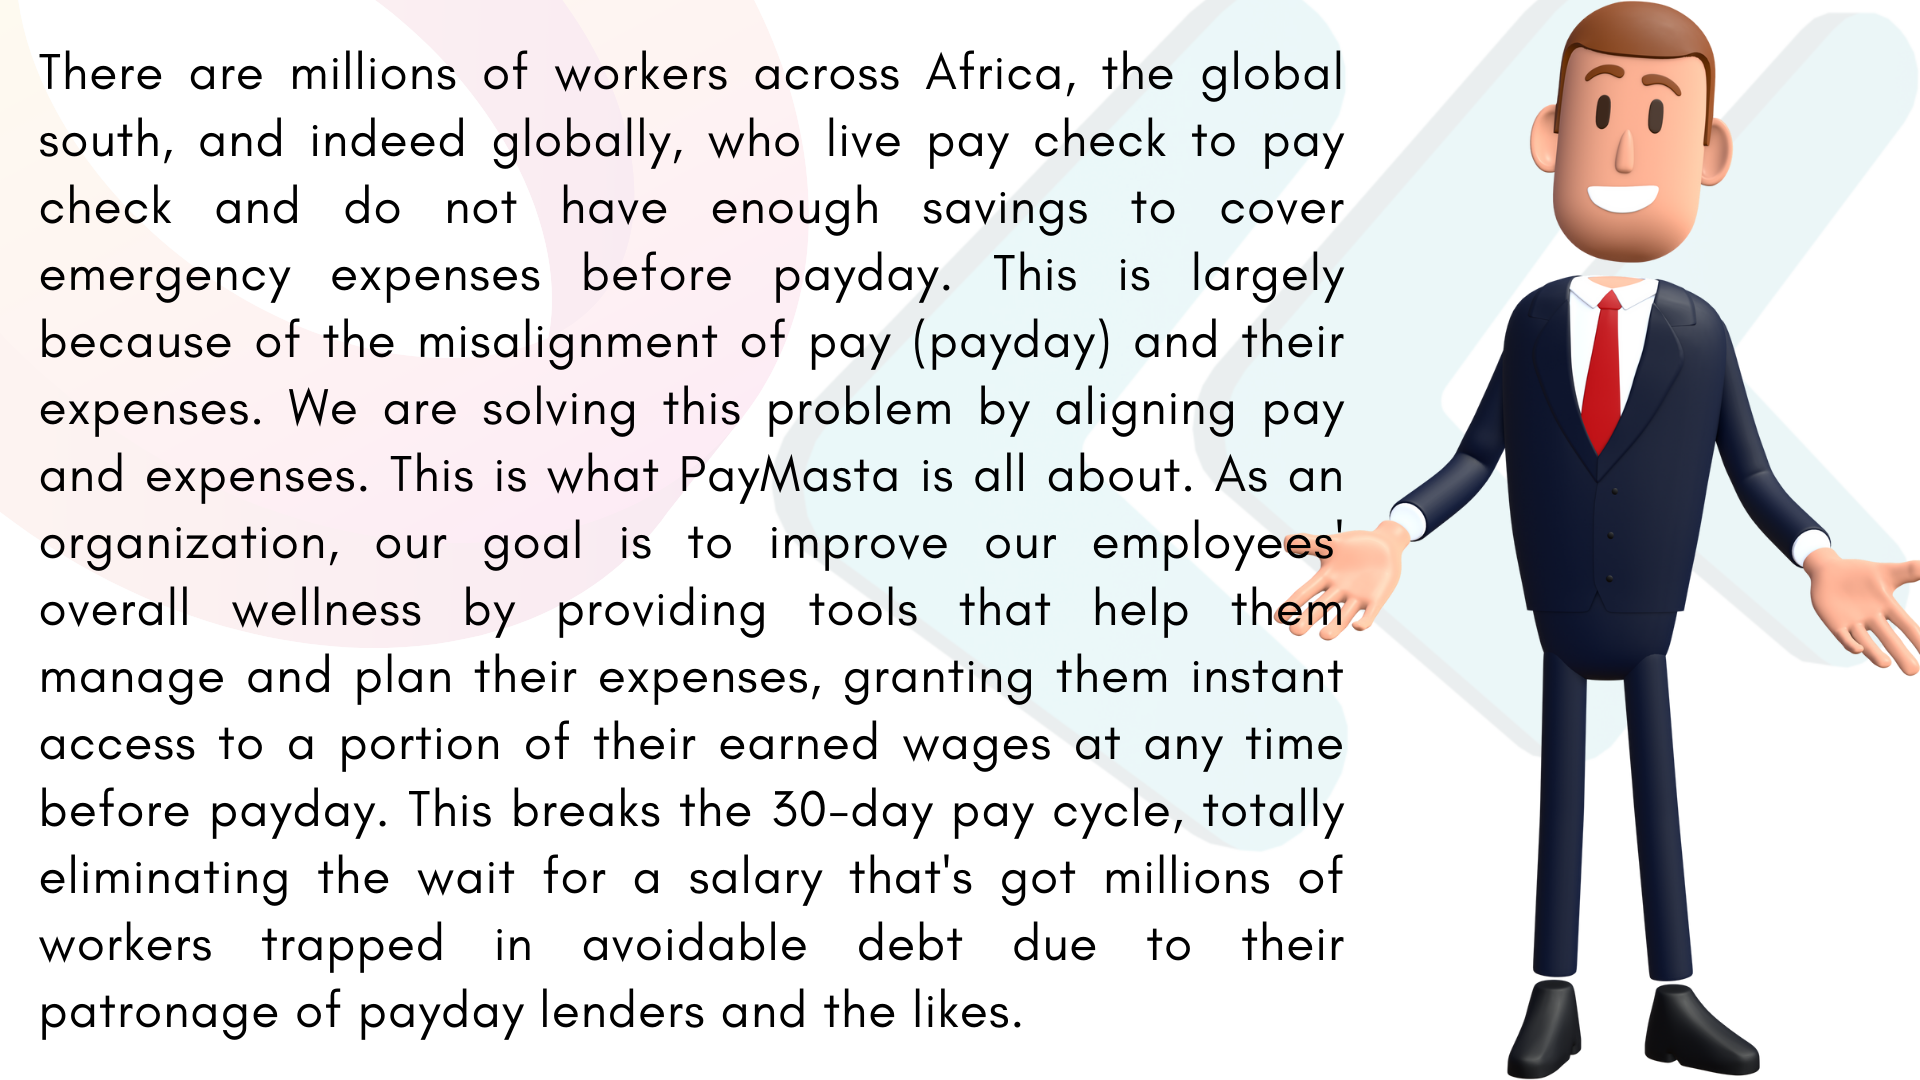 There are millions of workers across Africa, the global
south, and indeed globally, who live pay check to pay
check and do not have enough savings to cover
emergency expenses before payday. This is largely
because of the misalignment of pay (payday) and their
expenses. We are solving this problem by aligning pay
and expenses. This is what PayMasta is all about. As an
organization, our goal is to improve our employees'
overall wellness by providing tools that help them
manage and plan their expenses, granting them instant
access to a portion of their earned wages at any time
before payday. This breaks the 30-day pay cycle, totally
eliminating the wait for a salary that's got millions of
workers trapped in avoidable debt due to their
patronage of payday lenders and the likes.